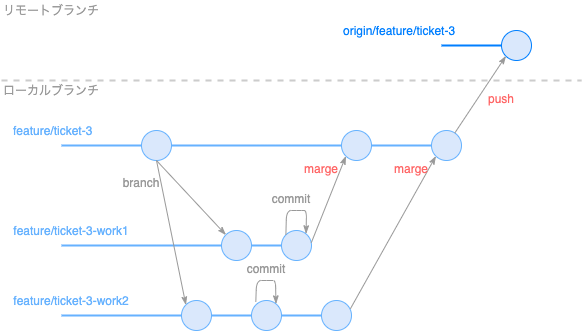 リモートブランチ
origin/feature/ticket-3
ローカルブランチ
push
feature/ticket-3
marge
marge
branch
commit
feature/ticket-3-work1
commit
feature/ticket-3-work2